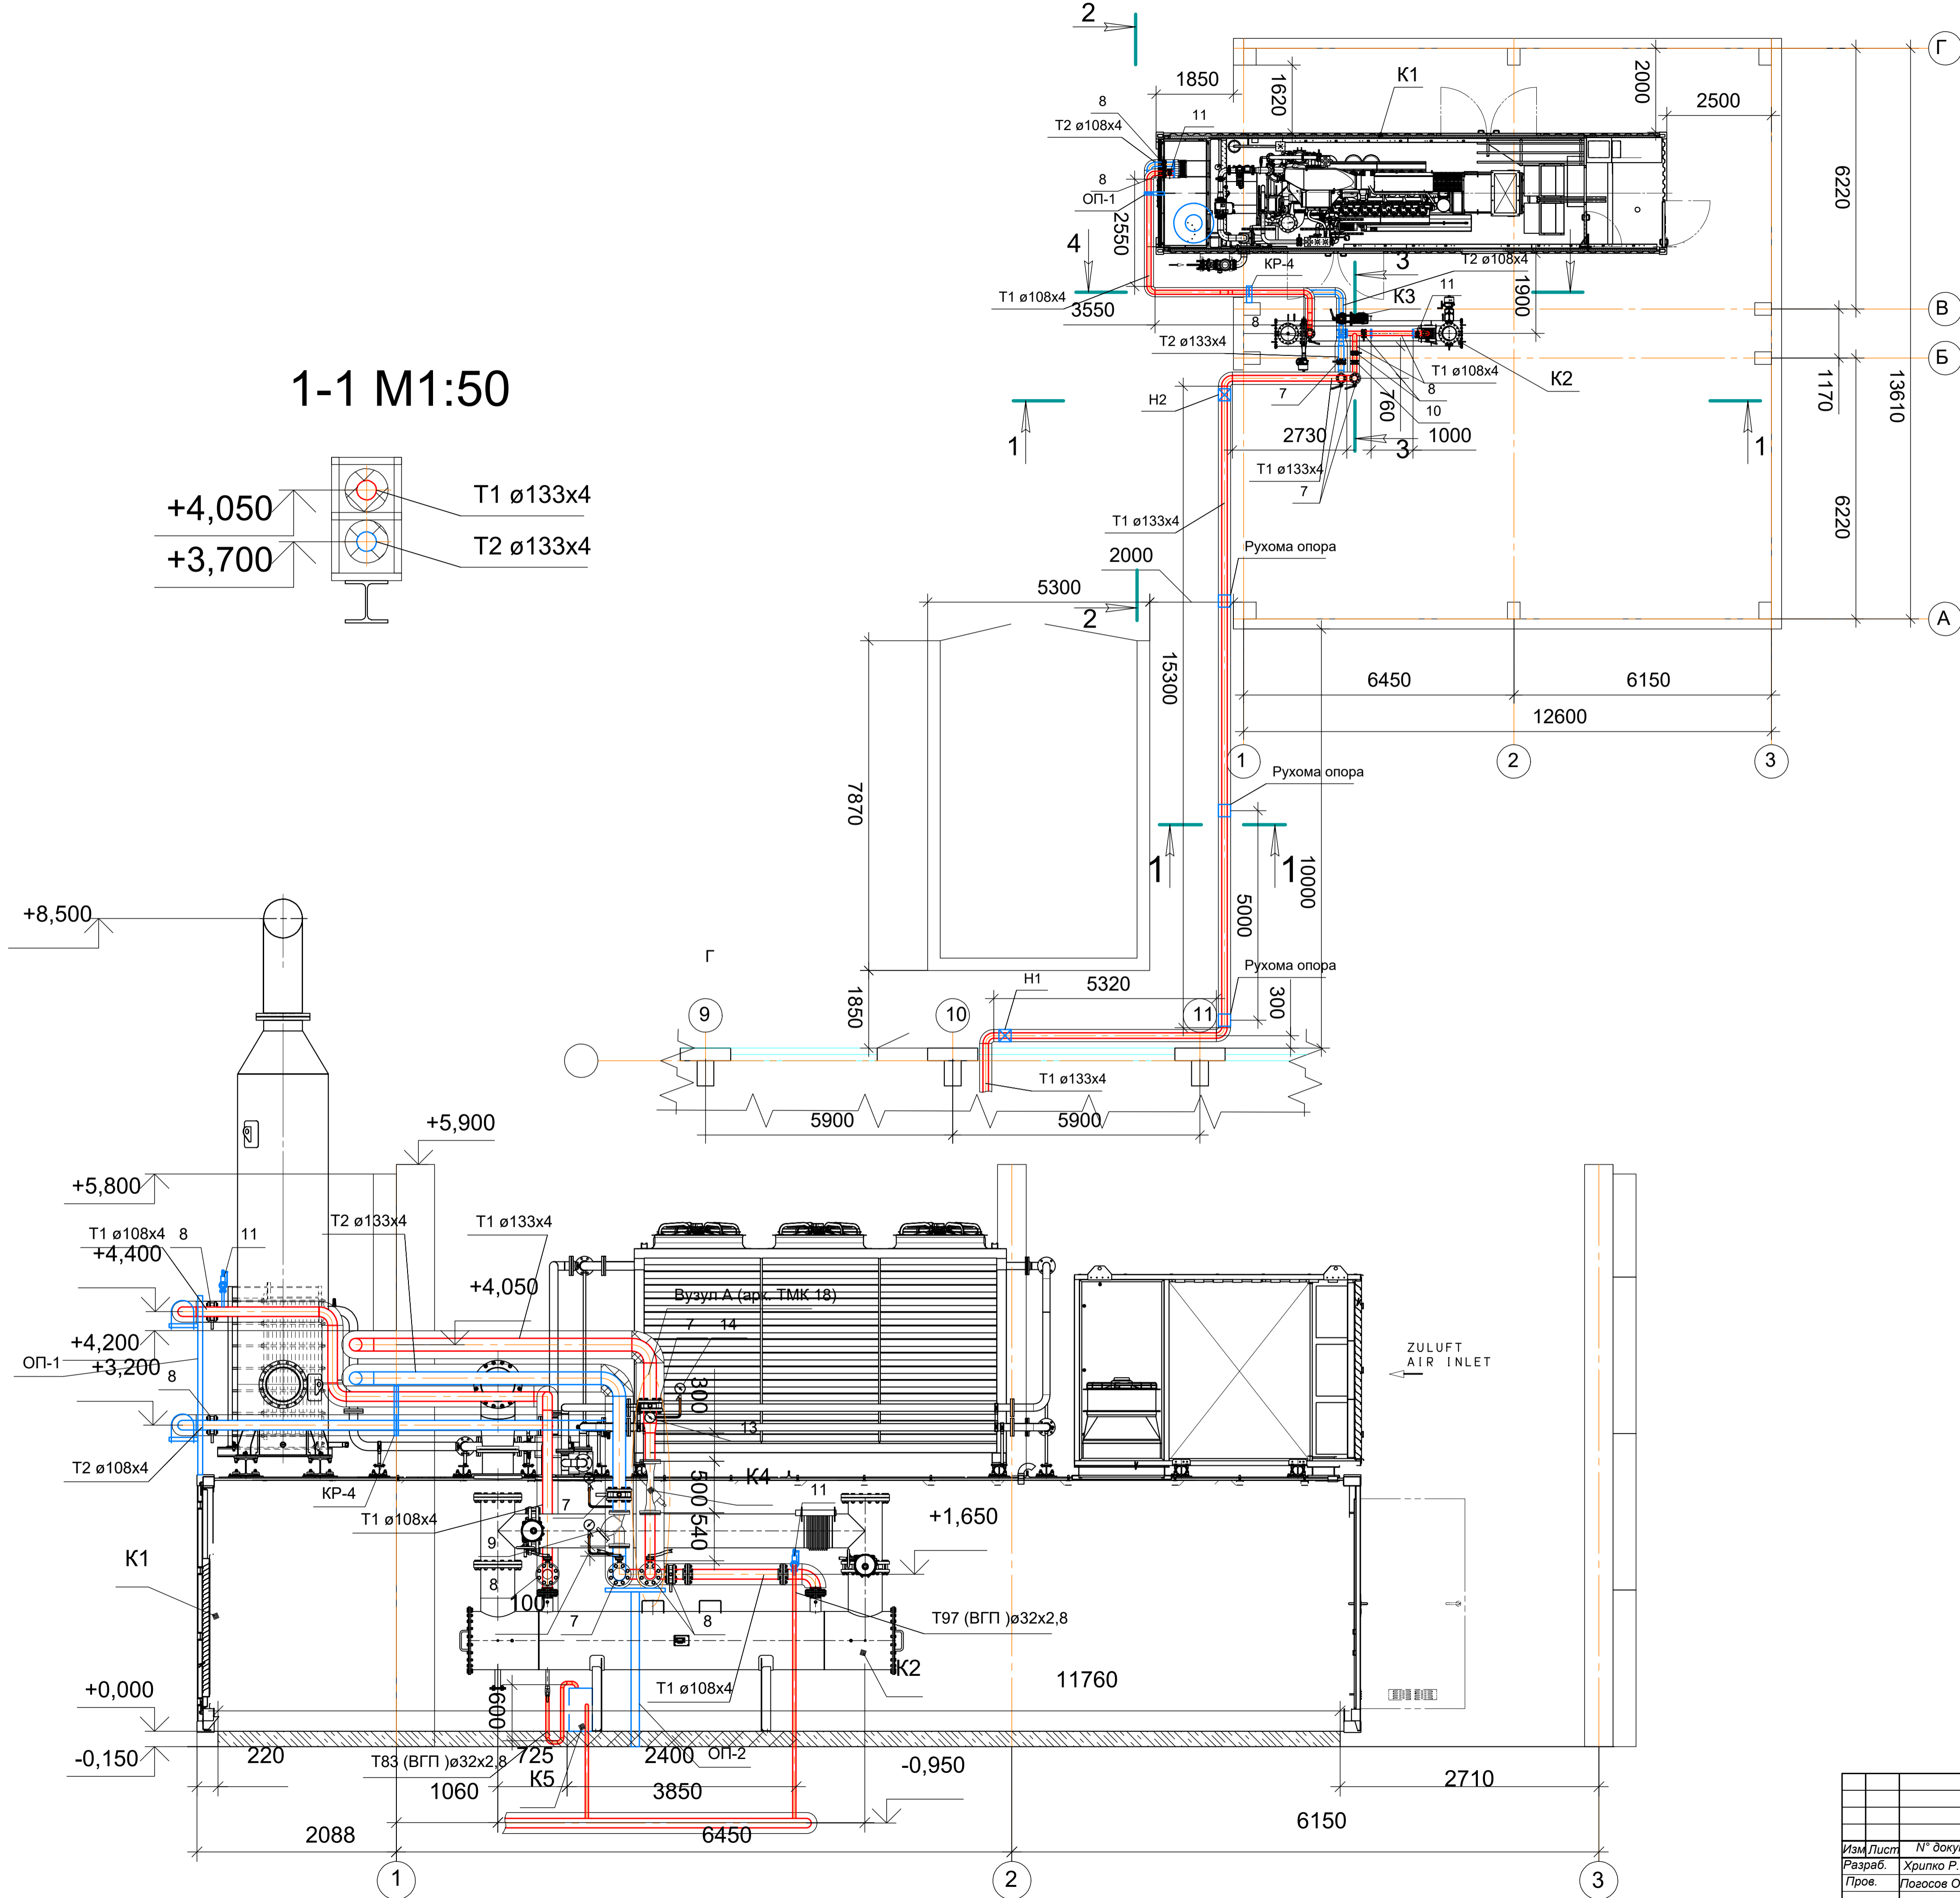 2
Г
1850
1620
К1
2000
2500
8
Т2 ø108х4
11
8
ОП-1
2550
6220
4
КР-4
3
Т2 ø108х4
11
1900
Т1 ø108х4
3550
8
К3
В
Т2 ø133х4
Б
Т1 ø108х4
К2
8
7
760
10
1170
13610
Н2
1
2730
3
1000
1
Т1 ø133х4
7
Т1 ø133х4
6220
Рухома опора
2000
5300
2
А
15300
6450
6150
12600
1
2
3
Рухома опора
7870
1
1
10000
5000
Г
Рухома опора
1850
Н1
5320
300
9
10
11
Т1 ø133х4
5900
5900
1-1 М1:50
+4,050
Т1 ø133х4
+3,700
Т2 ø133х4
+8,500
+5,900
+5,800
Т1 ø108х4
8
11
Т2 ø133х4
Т1 ø133х4
+4,400
+4,050
Вузул А (арк. ТМК 18)
7
14
+4,200
ОП-1
+3,200
8
300
13
ZULUFT
AIR INLET
Т2 ø108х4
КР-4
500
К4
11
7
Т1 ø108х4
540
+1,650
9
К1
8
100
7
8
Т97 (ВГП )ø32х2,8
К2
11760
Т1 ø108х4
+0,000
600
-0,150
220
Т83 (ВГП )ø32х2,8
725
2400
ОП-2
-0,950
1060
К5
3850
2710
2088
6450
6150
1
2
3
Изм
Лист
N° доку
Разраб.
Хрипко Р.
Пров.
Погосов О